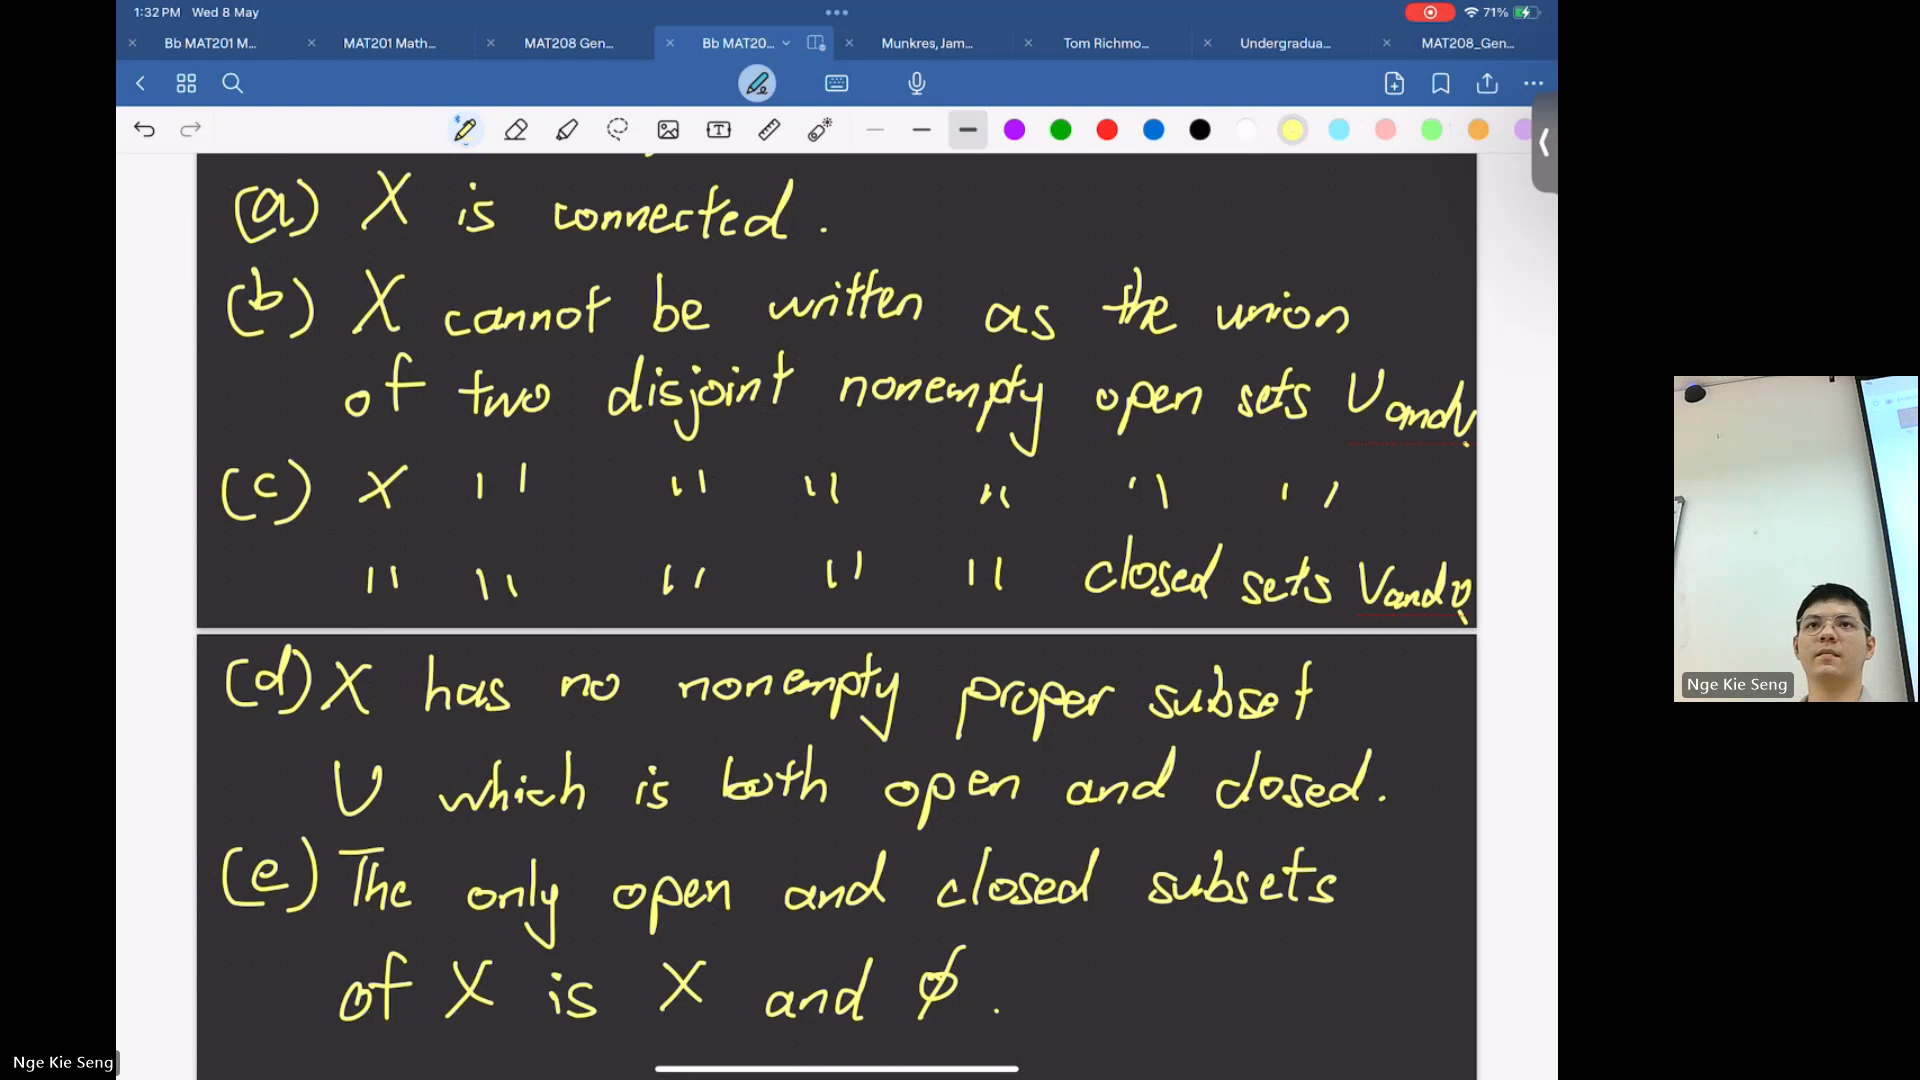 1:32 PM Wed 8 May
71%
Bb MAT201 M...
MAT201 Math...
MAT208 Gen...
Bb MAT20...
Munkres, Jam...
Tom Richmo...
Undergradua...
MAT208_Gen...
(a) X is connected.
(b) X cannot be written as the union
of two disjoint nonempty open sets U and V.
(c) X " " " " " "
" " " " " closed sets U and V.
(d) X has no nonempty proper subset
U which is both open and closed.
(e) The only open and closed subsets
of X is X and ∅.
Nge Kie Seng
Nge Kie Seng